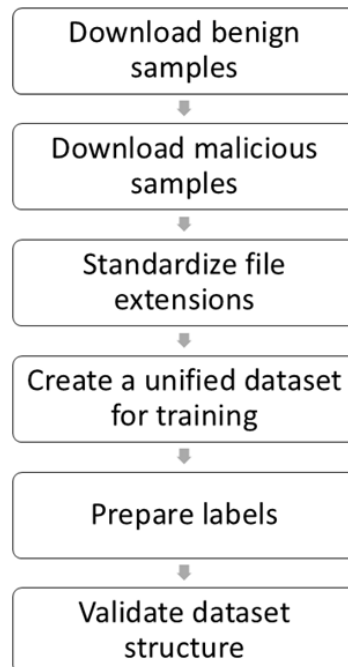 Download benign
samples
Download malicious
samples
Standardize file
extensions
Create a unified dataset
for training
Prepare labels
Validate dataset
structure